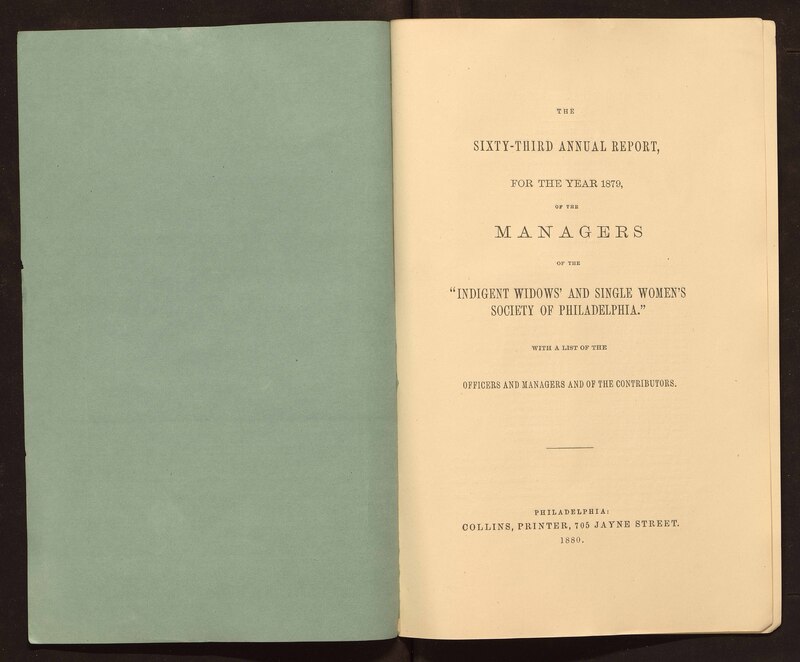 THE
SIXTY-THIRD ANNUAL REPORT,
FOR THE YEAR 1879,
OF THE
MANAGERS
OF THE
"INDIGENT WIDOWS' AND SINGLE WOMEN'S
SOCIETY OF PHILADELPHIA."
WITH A LIST OF THE
OFFICERS AND MANAGERS AND OF THE CONTRIBUTORS.
PHILADELPHIA:
COLLINS, PRINTER, 705 JAYNE STREET.
1880.